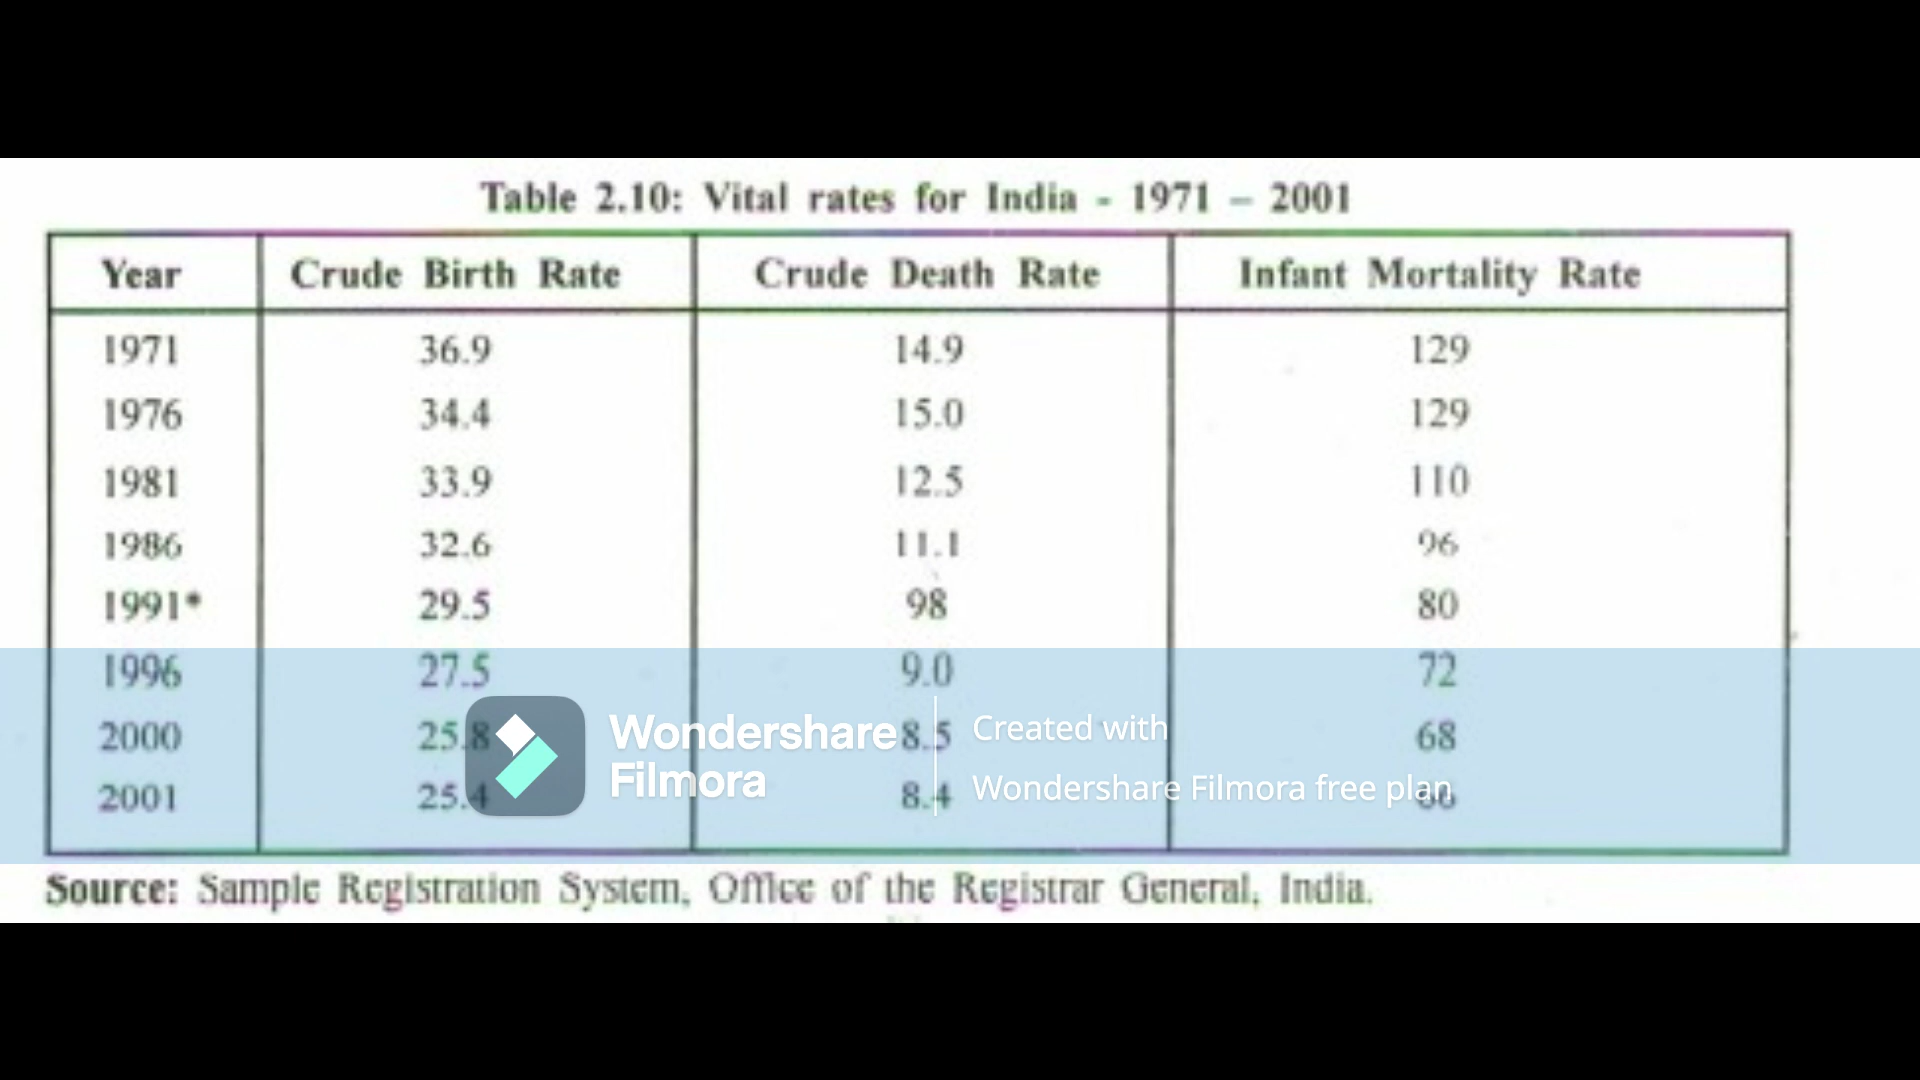 Table 2.10: Vital rates for India - 1971 – 2001
Year Crude Birth Rate Crude Death Rate Infant Mortality Rate
1971 36.9 14.9 129
1976 34.4 15.0 129
1981 33.9 12.5 110
1986 32.6 11.1 96
1991* 29.5 98 80
1996 27.5 9.0 72
2000 25.8 8.5 68
2001 25.4 8.4
Wondershare
Filmora
Created with
Wondershare Filmora free plan
Source: Sample Registration System, Office of the Registrar General, India.